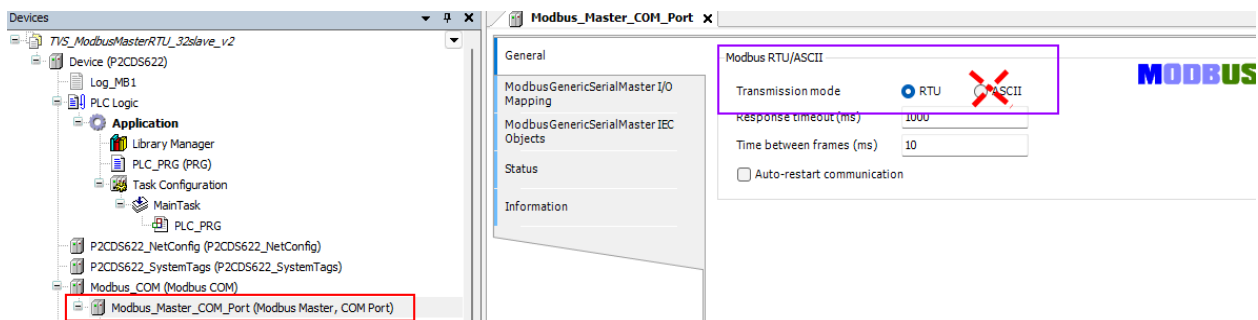 Devices
TVS_ModbusMasterRTU_32slave_v2
Device (P2CDS622)
Log_MB1
PLC Logic
Application
Library Manager
PLC_PRG (PRG)
Task Configuration
MainTask
PLC_PRG
P2CDS622_NetConfig (P2CDS622_NetConfig)
P2CDS622_SystemTags (P2CDS622_SystemTags)
Modbus_COM (Modbus COM)
Modbus_Master_COM_Port (Modbus Master, COM Port)
Modbus_Master_COM_Port
General
ModbusGenericSerialMaster I/O
Mapping
ModbusGenericSerialMaster IEC
Objects
Status
Information
Modbus RTU/ASCII
MODBUS
Transmission mode RTU ASCII
Response timeout (ms) 1000
Time between frames (ms) 10
Auto-restart communication